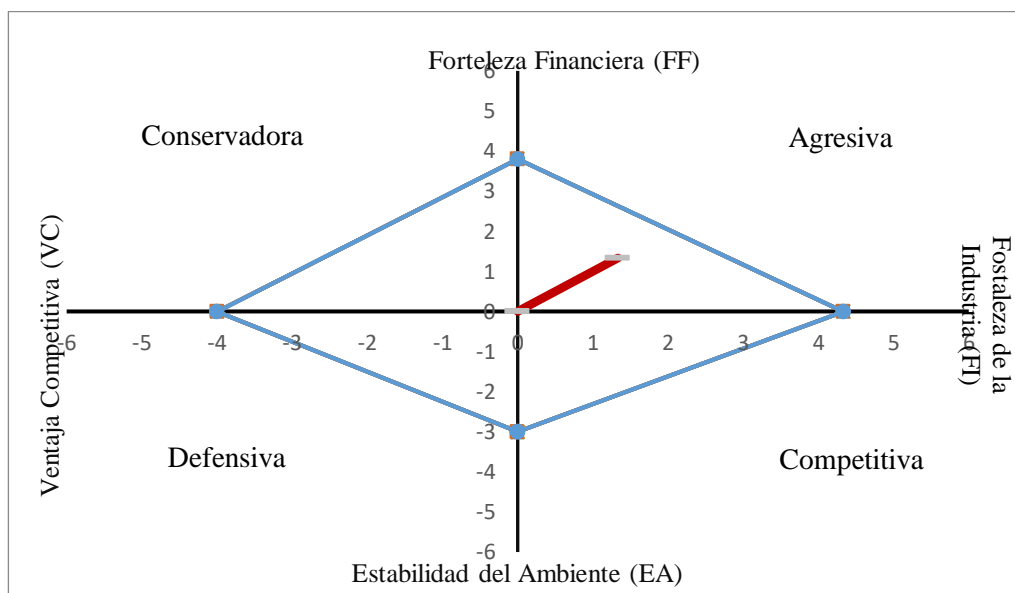 Forteleza Financiera (FF)
6
5
4
3
2
1
0
-1
-2
-3
-4
-5
-6
Conservadora
Agresiva
Ventaja Competitiva (VC)
Fostaleza de la
Industria (FI)
-6 -5 -4 -3 -2 -1 0 1 2 3 4 5 6
Defensiva
Competitiva
Estabilidad del Ambiente (EA)